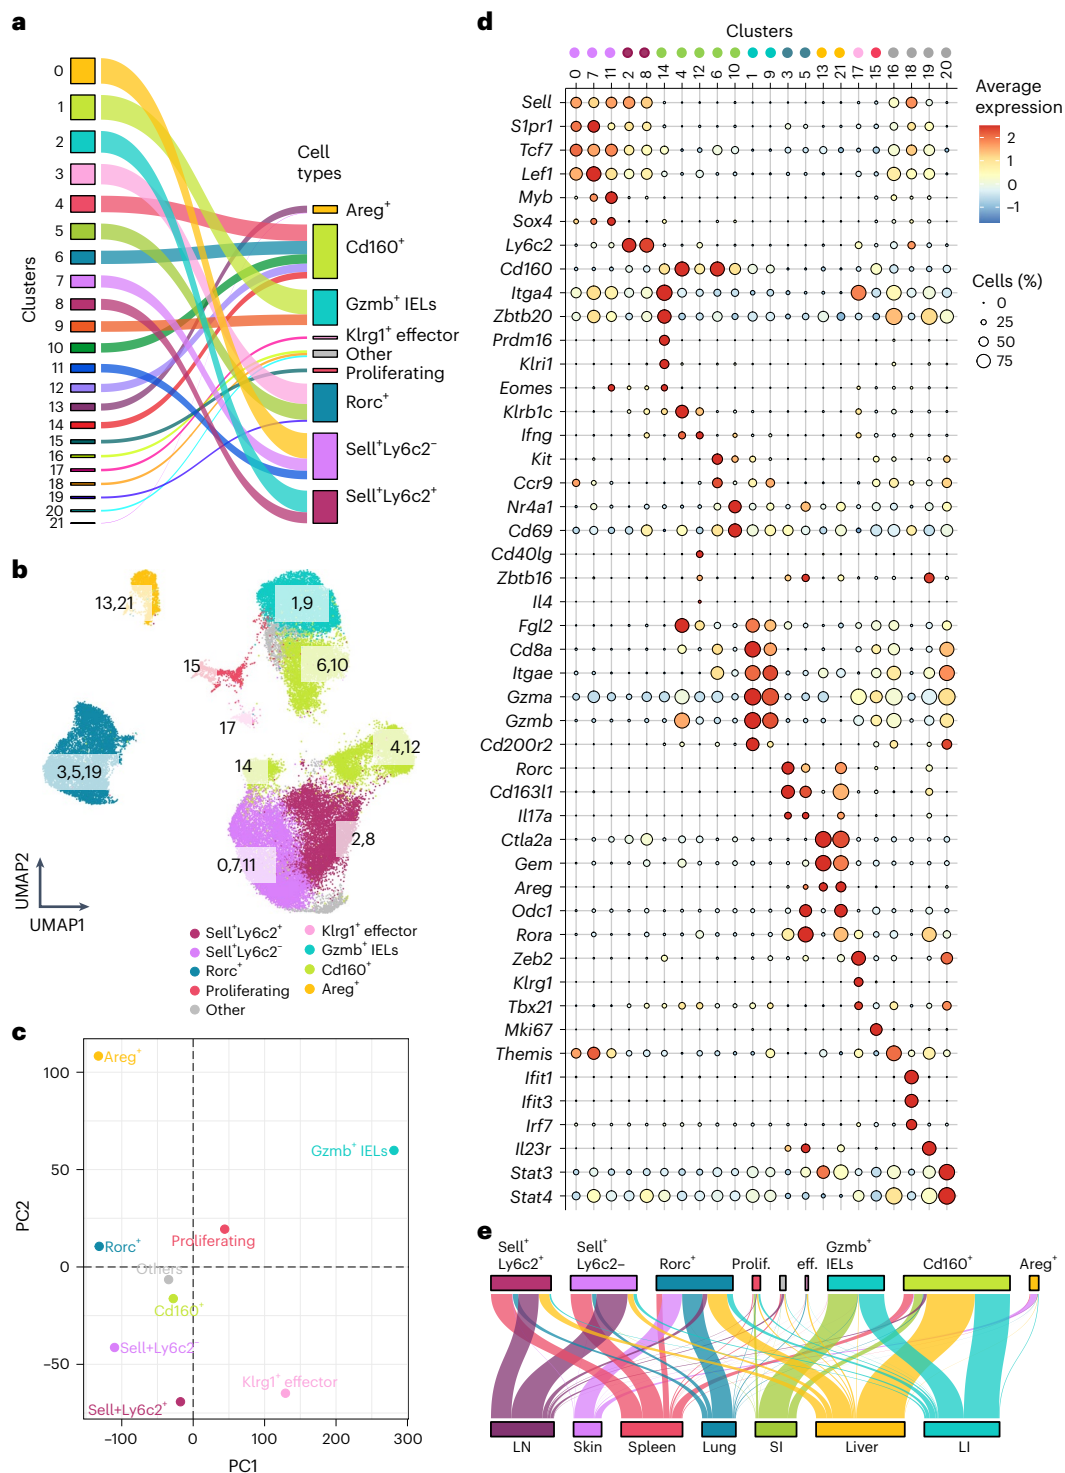 a
Clusters
0
1
2
3
4
5
6
7
8
9
10
11
12
13
14
15
16
17
18
19
20
21
Cell
types
Areg+
Cd160+
Gzmb+ IELs
Klrg1+ effector
Other
Proliferating
Rorc+
Sell+Ly6c2−
Sell+Ly6c2+
b
13,21
1,9
15
6,10
17
4,12
14
3,5,19
2,8
0,7,11
UMAP2
UMAP1
Sell+Ly6c2+
Sell+Ly6c2−
Rorc+
Proliferating
Other
Klrg1+ effector
Gzmb+ IELs
Cd160+
Areg+
c
PC2
100
50
0
−50
Areg+
Gzmb+ IELs
Proliferating
Rorc+
Others
Cd160+
Sell+Ly6c2−
Klrg1+ effector
Sell+Ly6c2+
−100 0 100 200 300
PC1
d
Clusters
0 7 11 2 8 14 4 12 6 10 1 9 3 5 13 21 17 15 16 18 19 20
Sell
S1pr1
Tcf7
Lef1
Myb
Sox4
Ly6c2
Cd160
Itga4
Zbtb20
Prdm16
Klri1
Eomes
Klrb1c
Ifng
Kit
Ccr9
Nr4a1
Cd69
Cd40lg
Zbtb16
Il4
Fgl2
Cd8a
Itgae
Gzma
Gzmb
Cd200r2
Rorc
Cd163l1
Il17a
Ctla2a
Gem
Areg
Odc1
Rora
Zeb2
Klrg1
Tbx21
Mki67
Themis
Ifit1
Ifit3
Irf7
Il23r
Stat3
Stat4
Average
expression
2
1
0
−1
Cells (%)
0
25
50
75
e
Sell+
Ly6c2+
Sell+
Ly6c2−
Rorc+
Prolif.
eff.
Gzmb+
IELs
Cd160+
Areg+
LN Skin Spleen Lung SI Liver LI